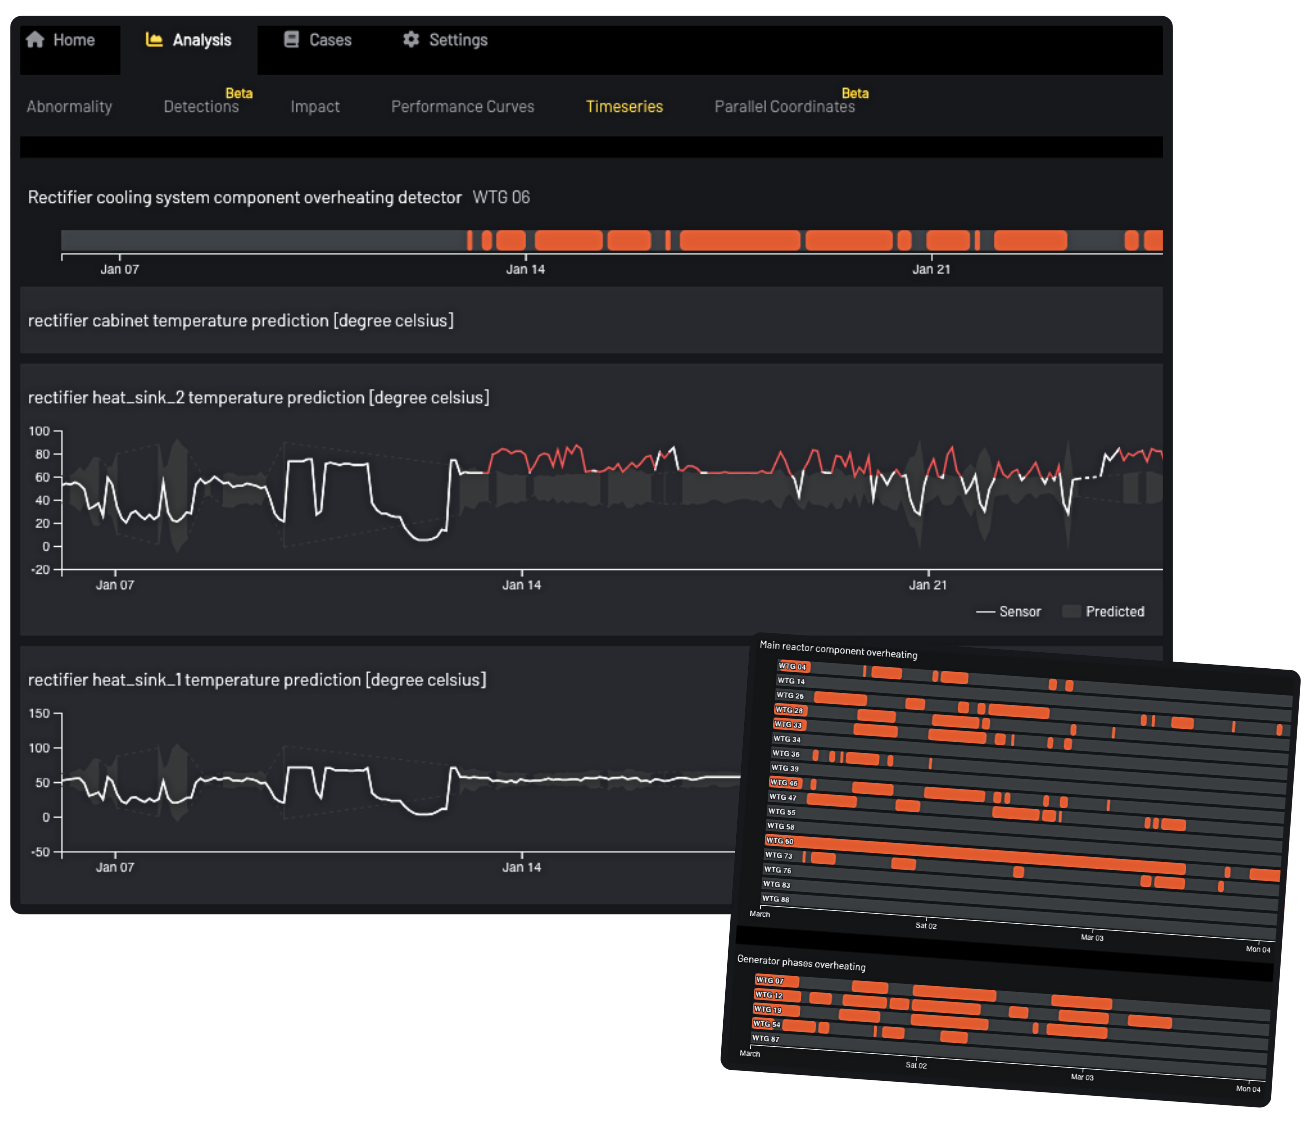 Home Analysis Cases Settings
Abnormality Detections Beta Impact Performance Curves Timeseries Parallel Coordinates Beta
Rectifier cooling system component overheating detector WTG 06
Jan 07 Jan 14 Jan 21
rectifier cabinet temperature prediction [degree celsius]
rectifier heat_sink_2 temperature prediction [degree celsius]
100
80
60
40
20
0
-20
Jan 07 Jan 14 Jan 21
Sensor Predicted
rectifier heat_sink_1 temperature prediction [degree celsius]
150
100
50
0
-50
Jan 07 Jan 14
Main reactor component overheating
WTG 04
WTG 14
WTG 26
WTG 28
WTG 33
WTG 34
WTG 36
WTG 39
WTG 46
WTG 47
WTG 55
WTG 58
WTG 60
WTG 73
WTG 76
WTG 83
WTG 88
March Sat 02 Mar 03 Mon 04
Generator phases overheating
WTG 07
WTG 12
WTG 19
WTG 54
WTG 87
March Sat 02 Mar 03 Mon 04